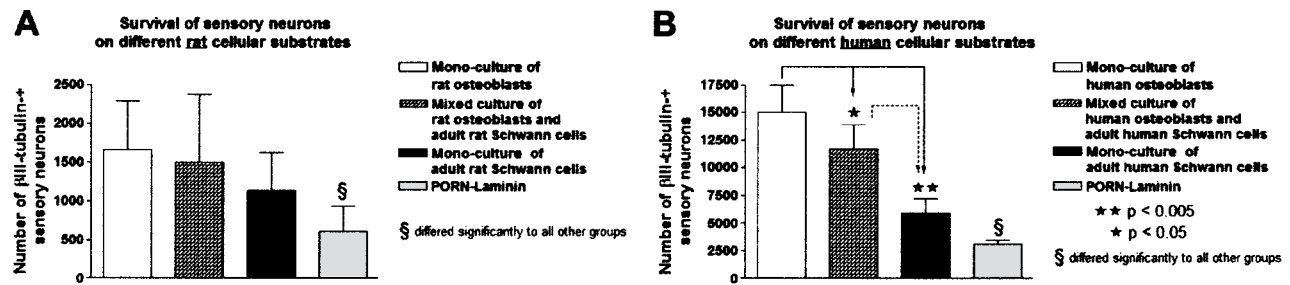 A
Survival of sensory neurons
on different rat cellular substrates
Number of βIII-tubulin-+
sensory neurons
2500
2000
1500
1000
500
0
§
Mono-culture of
rat osteoblasts
Mixed culture of
rat osteoblasts and
adult rat Schwann cells
Mono-culture of
adult rat Schwann cells
PORN-Laminin
§ differed significantly to all other groups
B
Survival of sensory neurons
on different human cellular substrates
Number of βIII-tubulin-+
sensory neurons
17500
15000
12500
10000
7500
5000
2500
0
★
★★
§
Mono-culture of
human osteoblasts
Mixed culture of
human osteoblasts and
adult human Schwann cells
Mono-culture of
adult human Schwann cells
PORN-Laminin
★★ p < 0.005
★ p < 0.05
§ differed significantly to all other groups